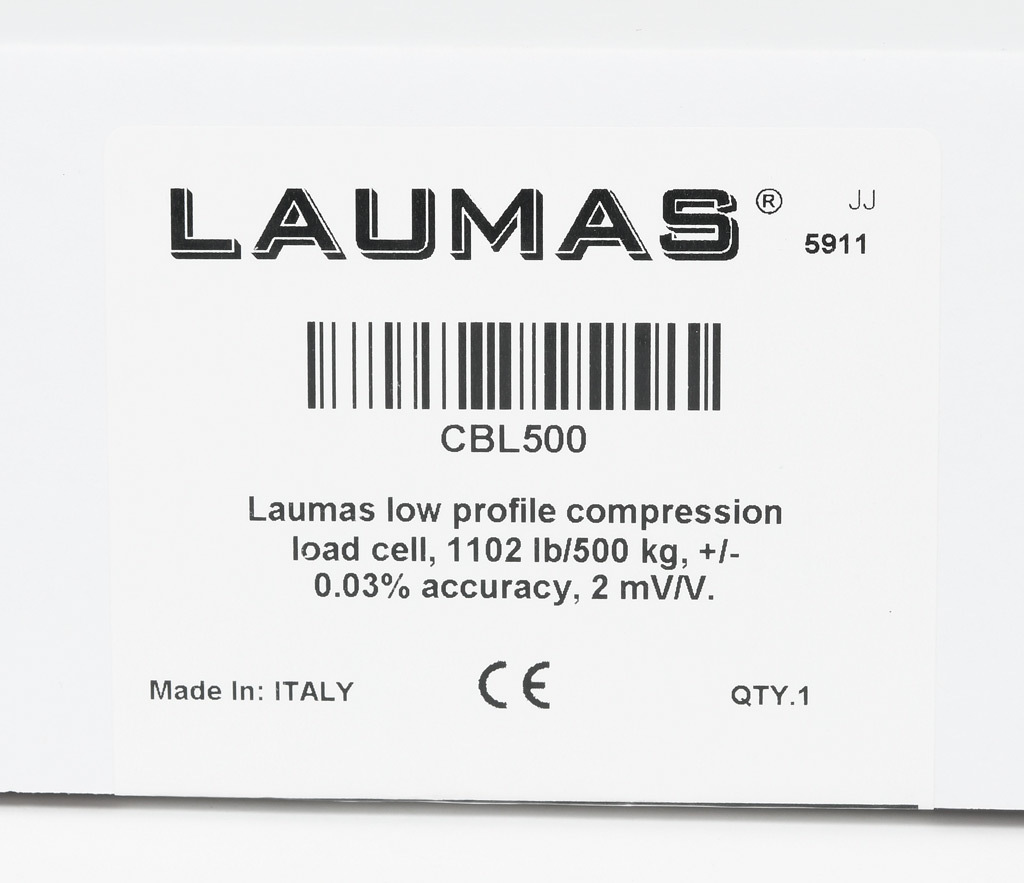 LAUMAS® JJ
5911
CBL500
Laumas low profile compression
load cell, 1102 lb/500 kg, +/-
0.03% accuracy, 2 mV/V.
Made In: ITALY CE QTY.1